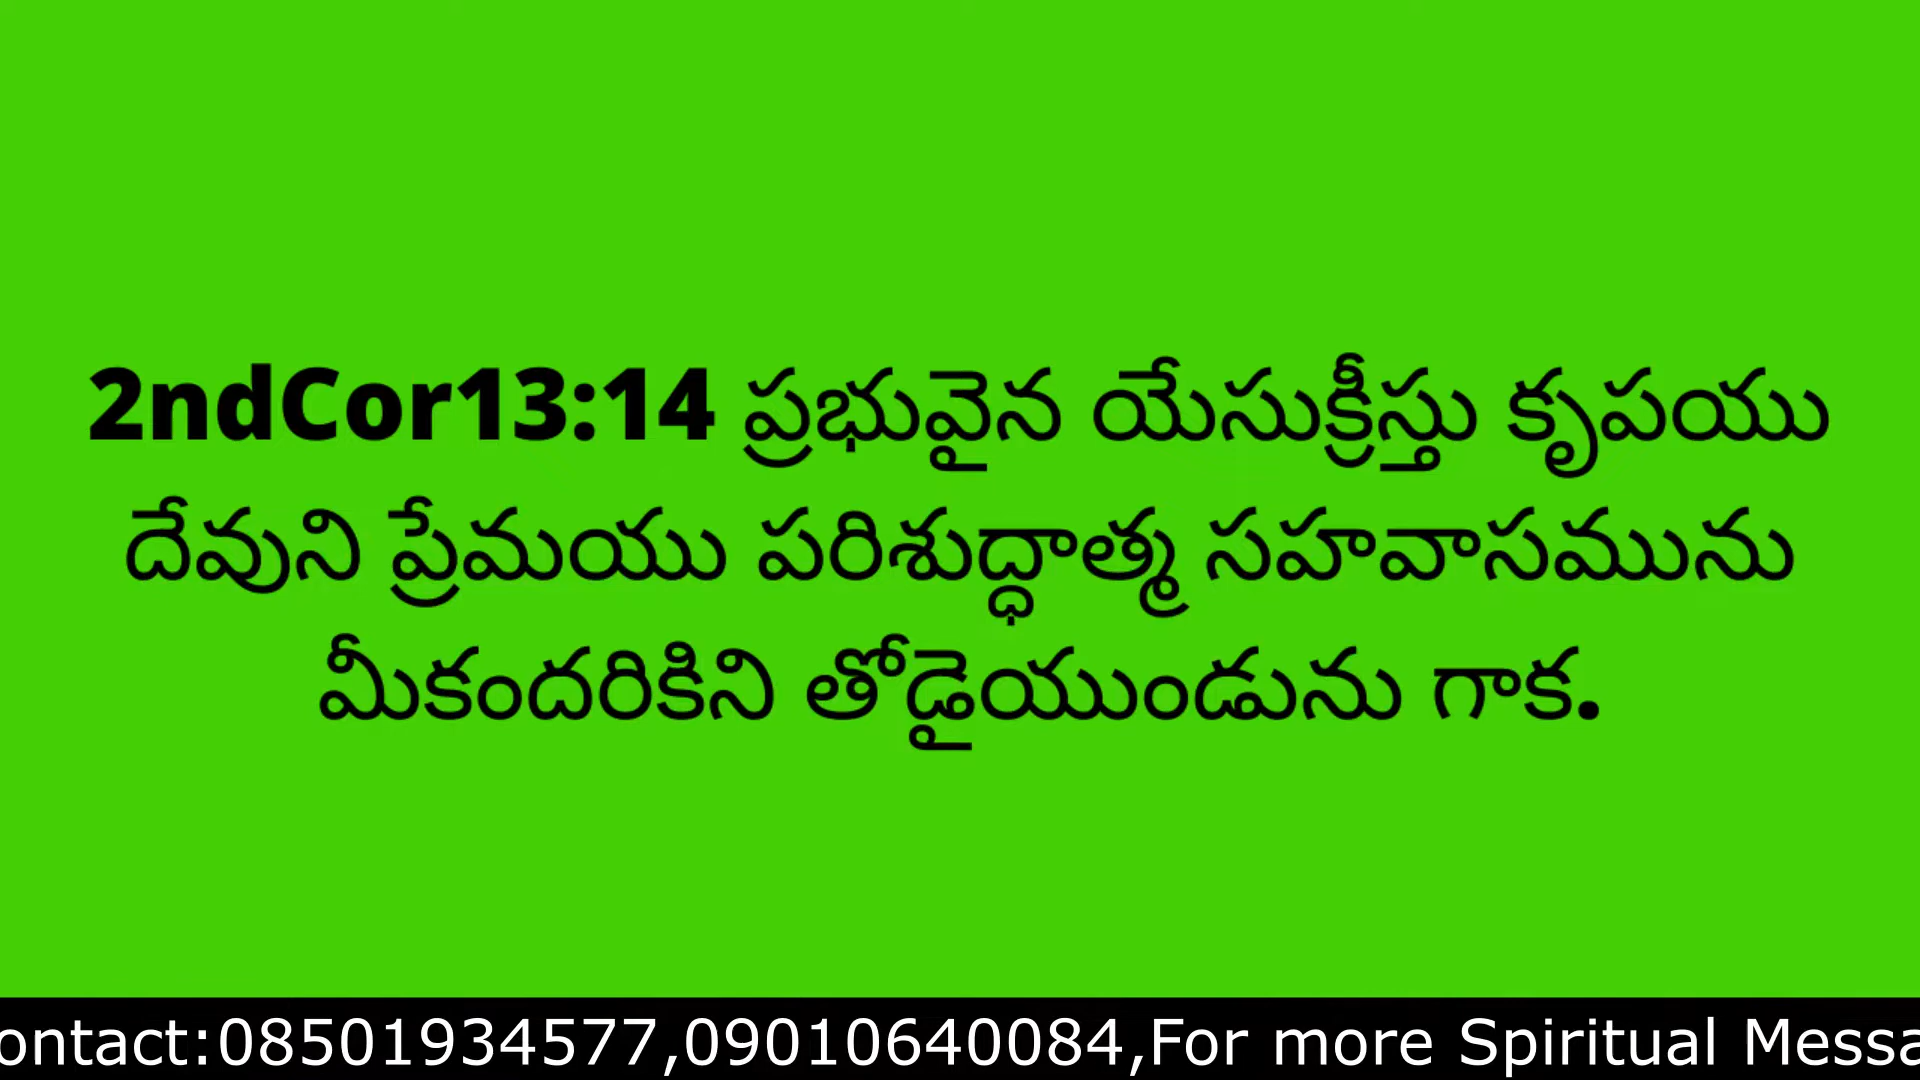 2ndCor13:14 ప్రభువైన యేసుక్రీస్తు కృపయు
దేవుని ప్రేమయు పరిశుద్ధాత్మ సహవాసమును
మీకందరికిని తోడైయుండును గాక.
ontact:08501934577,09010640084,For more Spiritual Messa